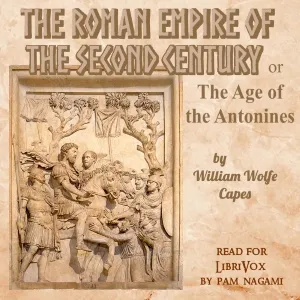 THE ROMAN EMPIRE OF
THE SECOND CENTURY or
The Age of
the Antonines
by
William Wolfe
Capes
READ FOR
LIBRIVOX
BY PAM NAGAMI